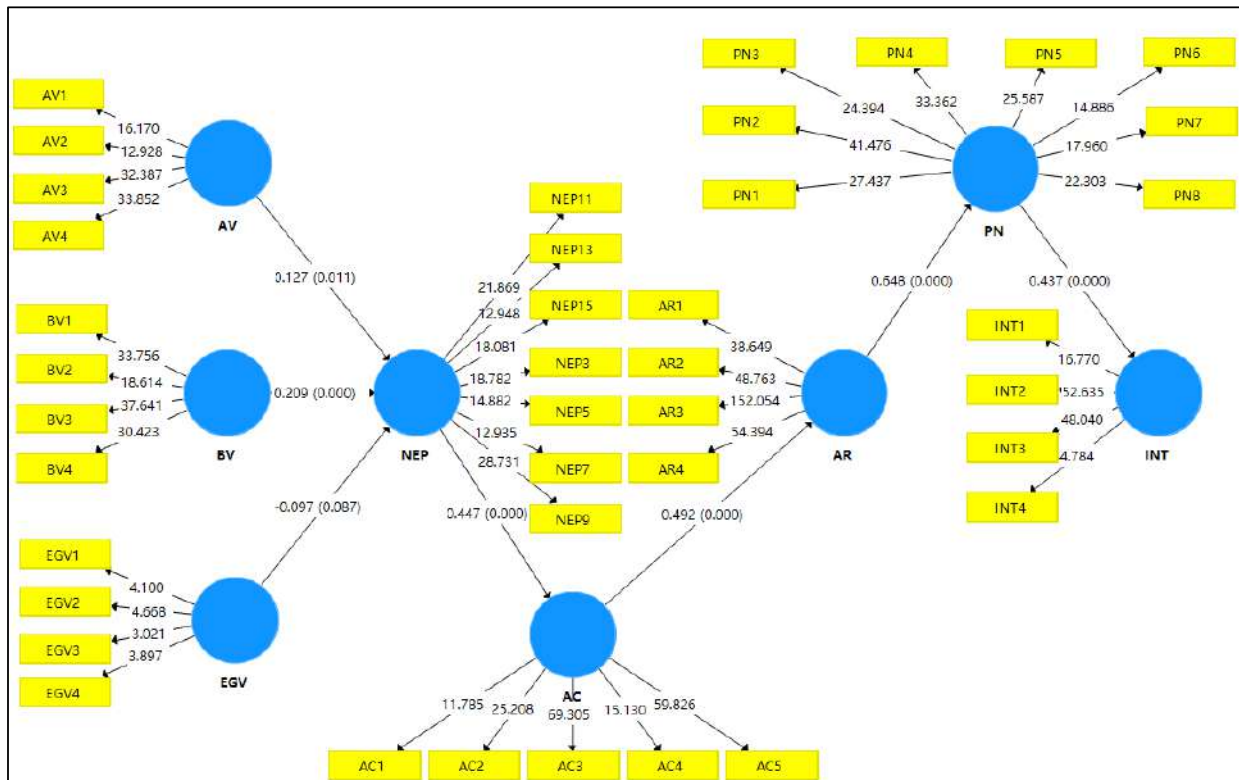 PN3
PN4
PN5
PN6
AV1
16.170
24.394
33.362
25.587
14.886
AV2
12.928
PN2
41.476
17.960
PN7
AV3
32.387
33.852
27.437
22.303
PN1
PN8
NEP11
AV4
AV
PN
NEP13
0.127 (0.011)
21.869
0.648 (0.000)
0.437 (0.000)
12.948
NEP15
AR1
BV1
INT1
33.756
18.081
38.649
16.770
BV2
18.614
NEP3
AR2
18.782
48.763
0.209 (0.000)
INT2
BV3
37.641
14.882
NEP5
AR3
152.054
48.040
30.423
12.935
54.394
INT3
BV4
BV
NEP
28.731
NEP7
AR4
AR
4.784
INT
INT4
-0.097 (0.087)
0.447 (0.000)
NEP9
0.492 (0.000)
EGV1
4.100
EGV2
4.668
3.021
EGV3
3.897
EGV4
EGV
AC
11.785
25.208
69.305
15.130
59.826
AC1
AC2
AC3
AC4
AC5